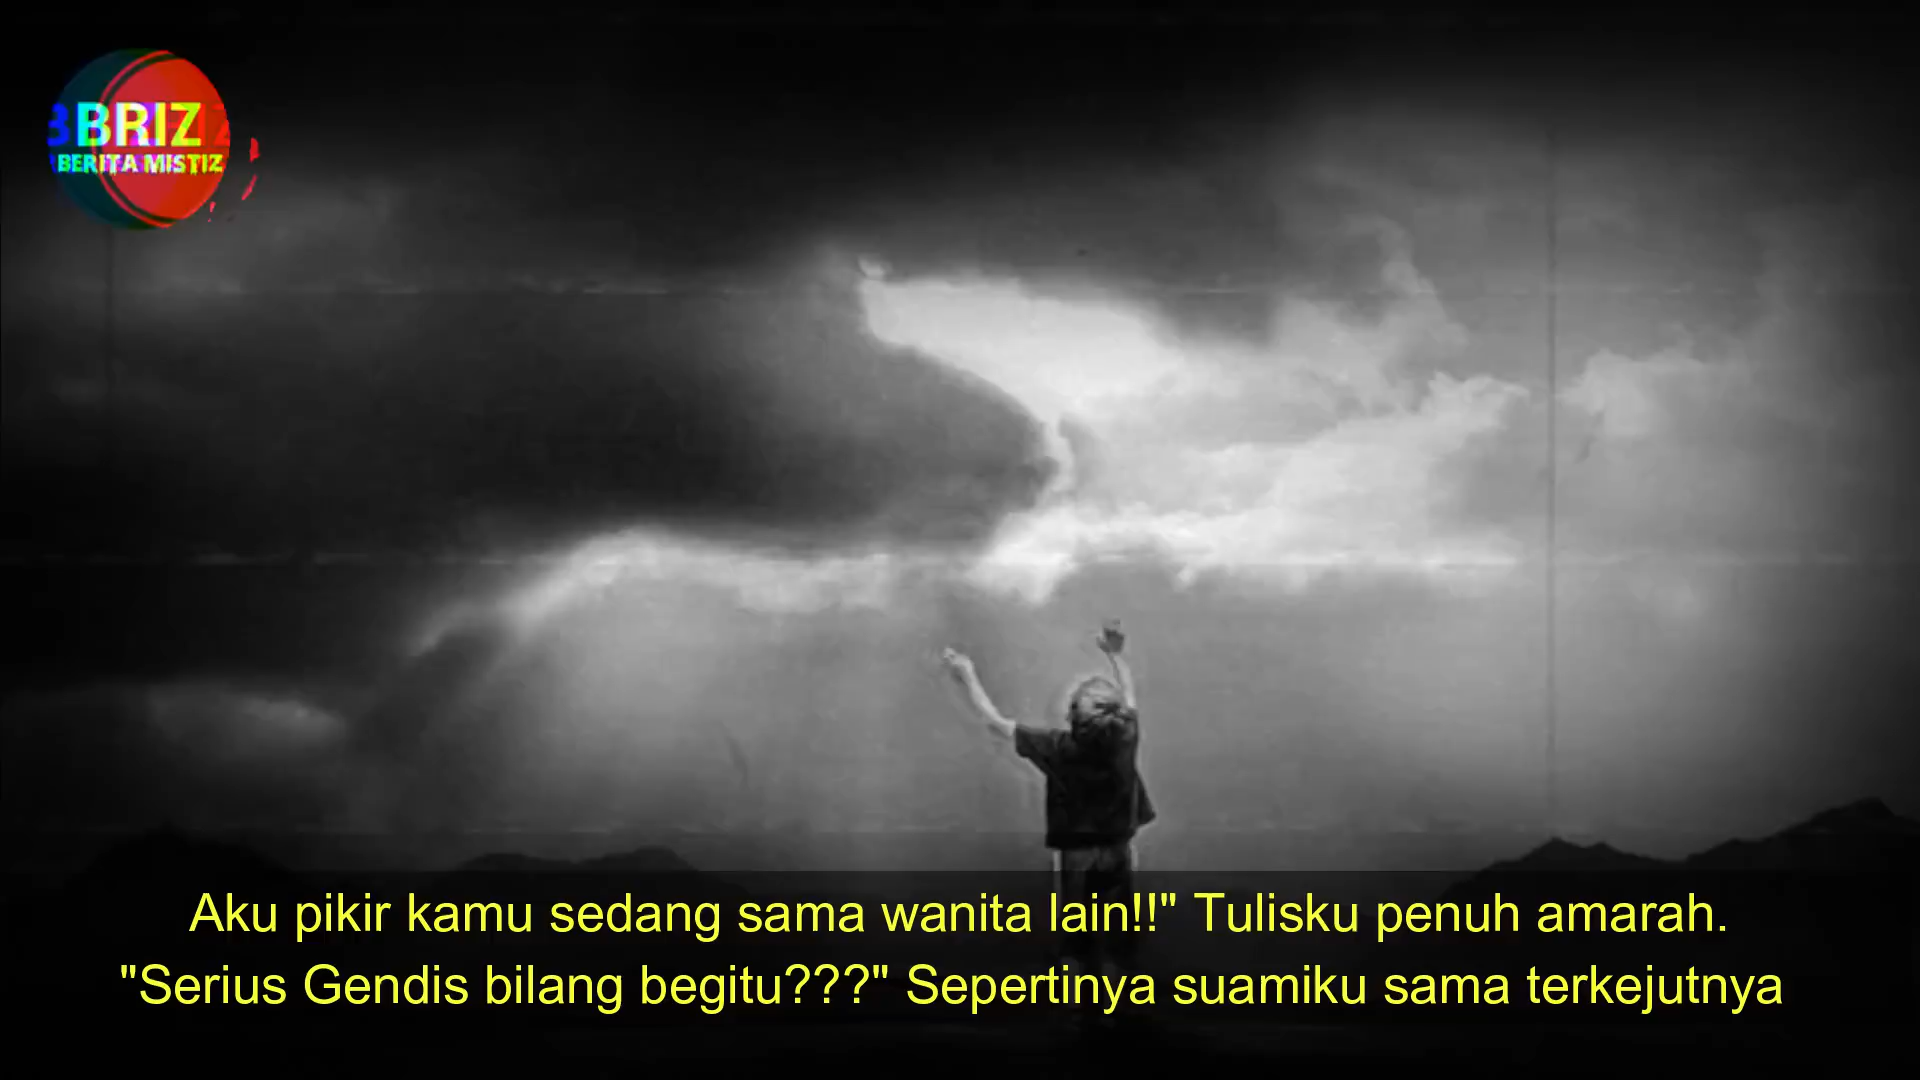 BRIZ
BERITA MISTIZ
Aku pikir kamu sedang sama wanita lain!!" Tulisku penuh amarah.
"Serius Gendis bilang begitu???" Sepertinya suamiku sama terkejutnya